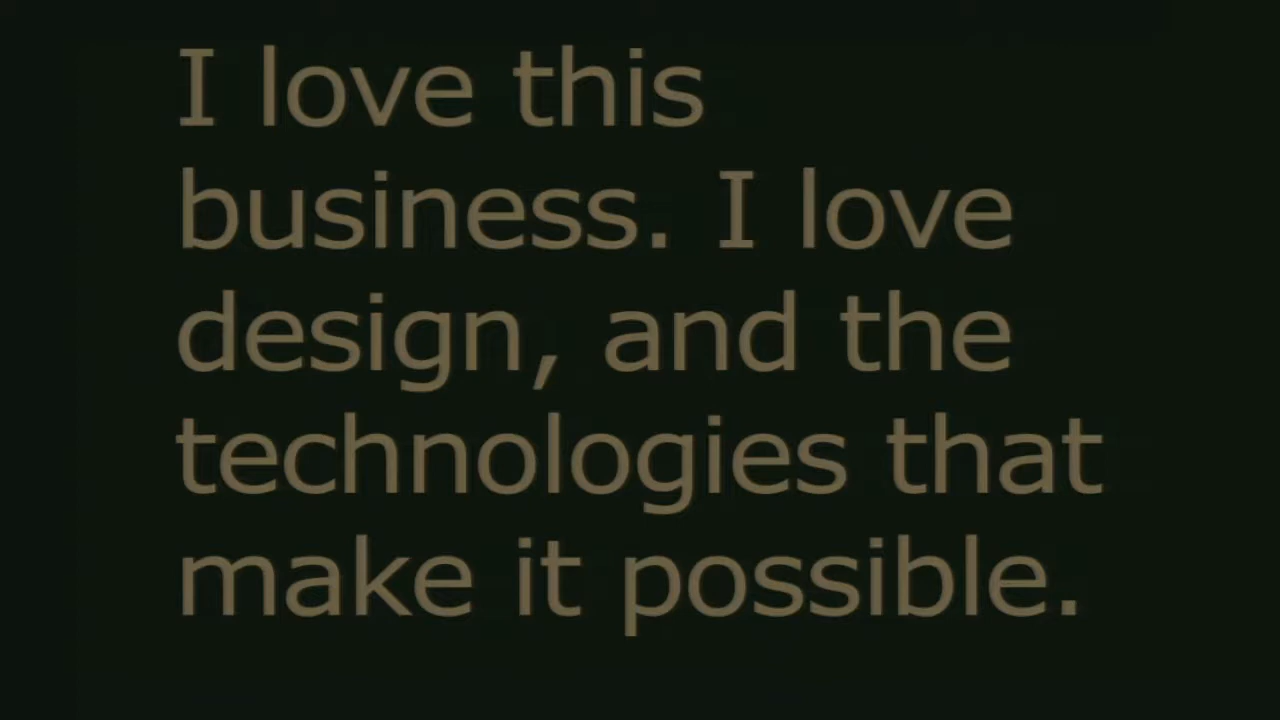 I love this
business. I love
design, and the
technologies that
make it possible.